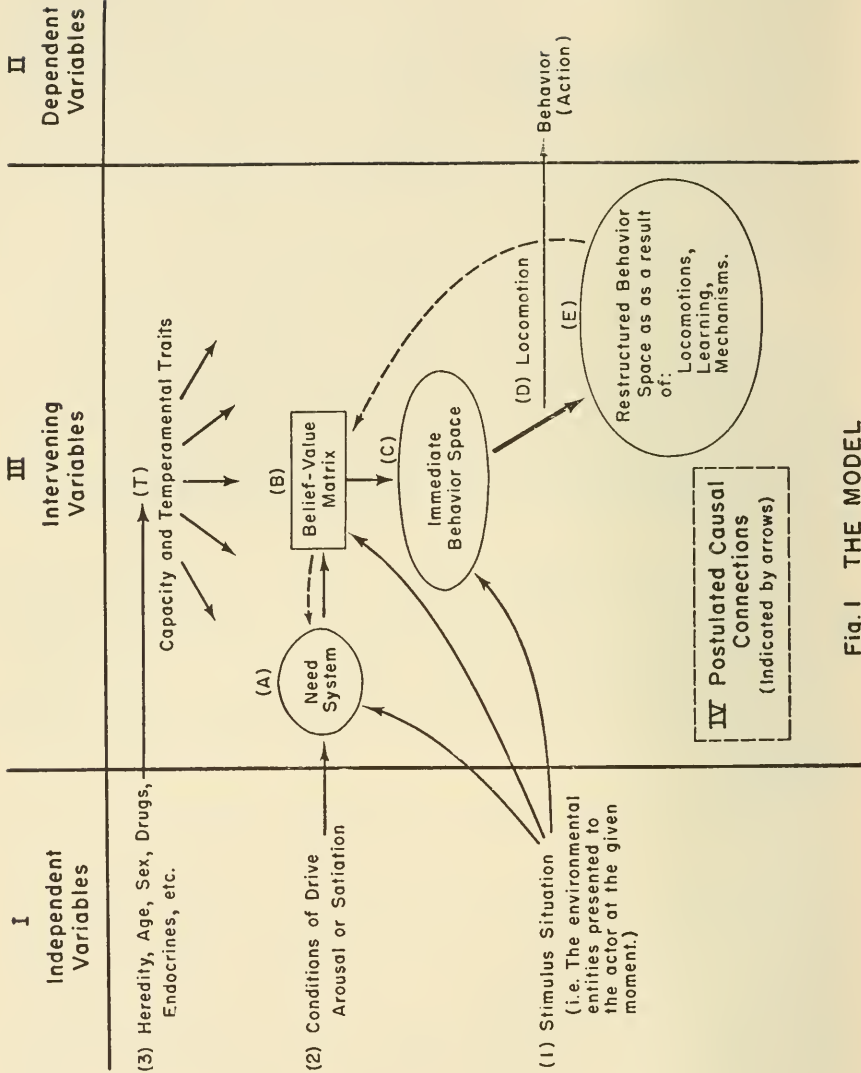 I
Independent
Variables
III
Intervening
Variables
II
Dependent
Variables
(3) Heredity, Age, Sex, Drugs,
Endocrines, etc.
(T)
Capacity and Temperamental Traits
(2) Conditions of Drive
Arousal or Satiation
(A)
Need
System
(B)
Belief-Value
Matrix
(C)
Immediate
Behavior Space
(D) Locomotion
Behavior
(Action)
(E)
Restructured Behavior
Space as as a result
of:
Locomotions,
Learning,
Mechanisms.
(1) Stimulus Situation
(i.e. The environmental
entities presented to
the actor at the given
moment.)
IV Postulated Causal
Connections
(Indicated by arrows)
Fig. 1 THE MODEL